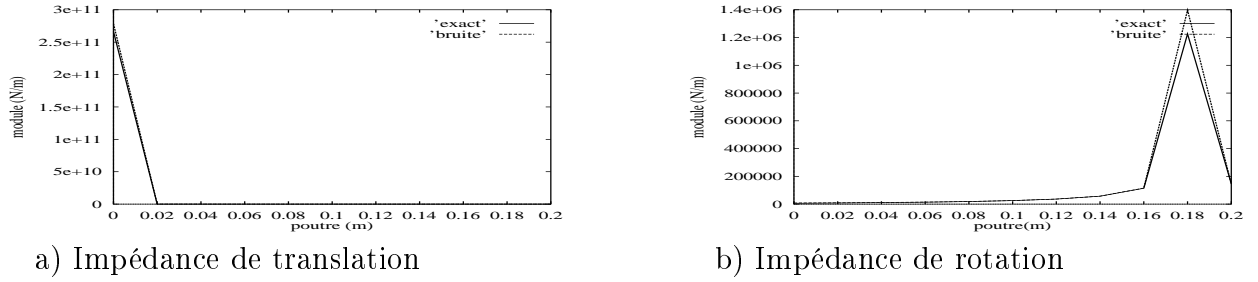 3e+11
2.5e+11
2e+11
1.5e+11
1e+11
5e+10
0
module (N/m)
'exact'
'bruite'
0 0.02 0.04 0.06 0.08 0.1 0.12 0.14 0.16 0.18 0.2
poutre (m)
a) Impédance de translation
1.4e+06
1.2e+06
1e+06
800000
600000
400000
200000
0
module (N/m)
'exact'
'bruite'
0 0.02 0.04 0.06 0.08 0.1 0.12 0.14 0.16 0.18 0.2
poutre(m)
b) Impédance de rotation